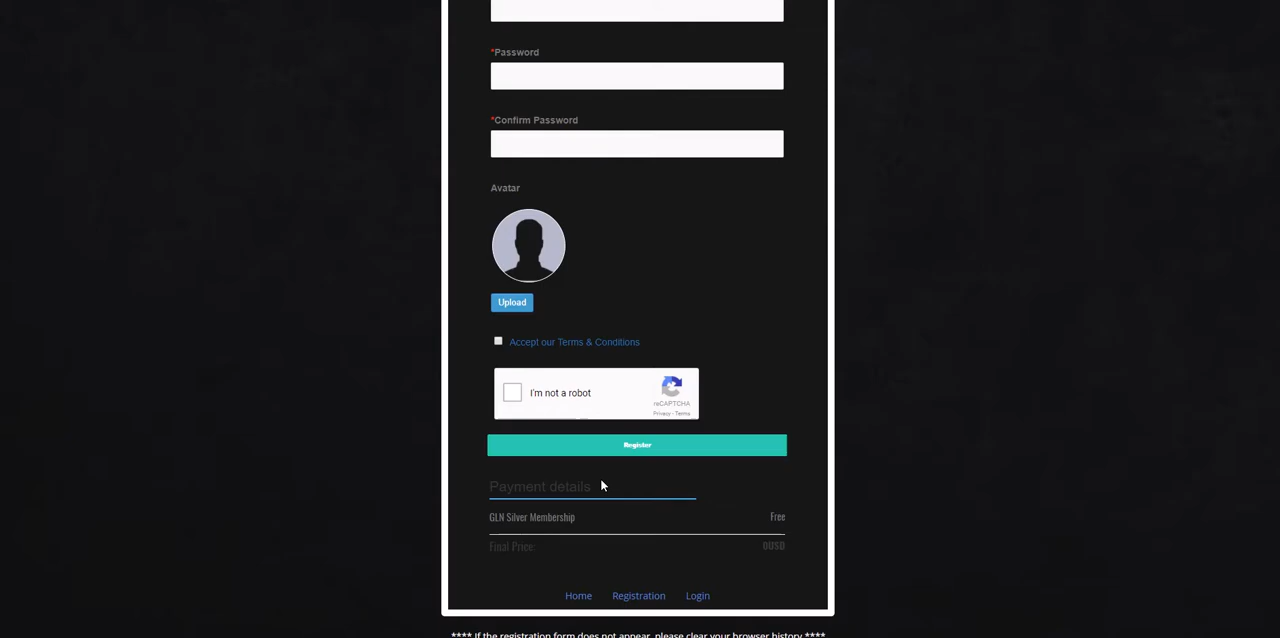 *Password
*Confirm Password
Avatar
Upload
Accept our Terms & Conditions
I'm not a robot
reCAPTCHA
Privacy - Terms
Register
Payment details
GLN Silver Membership Free
Final Price: 0USD
Home Registration Login
**** If the registration form does not appear, please clear your browser history ****